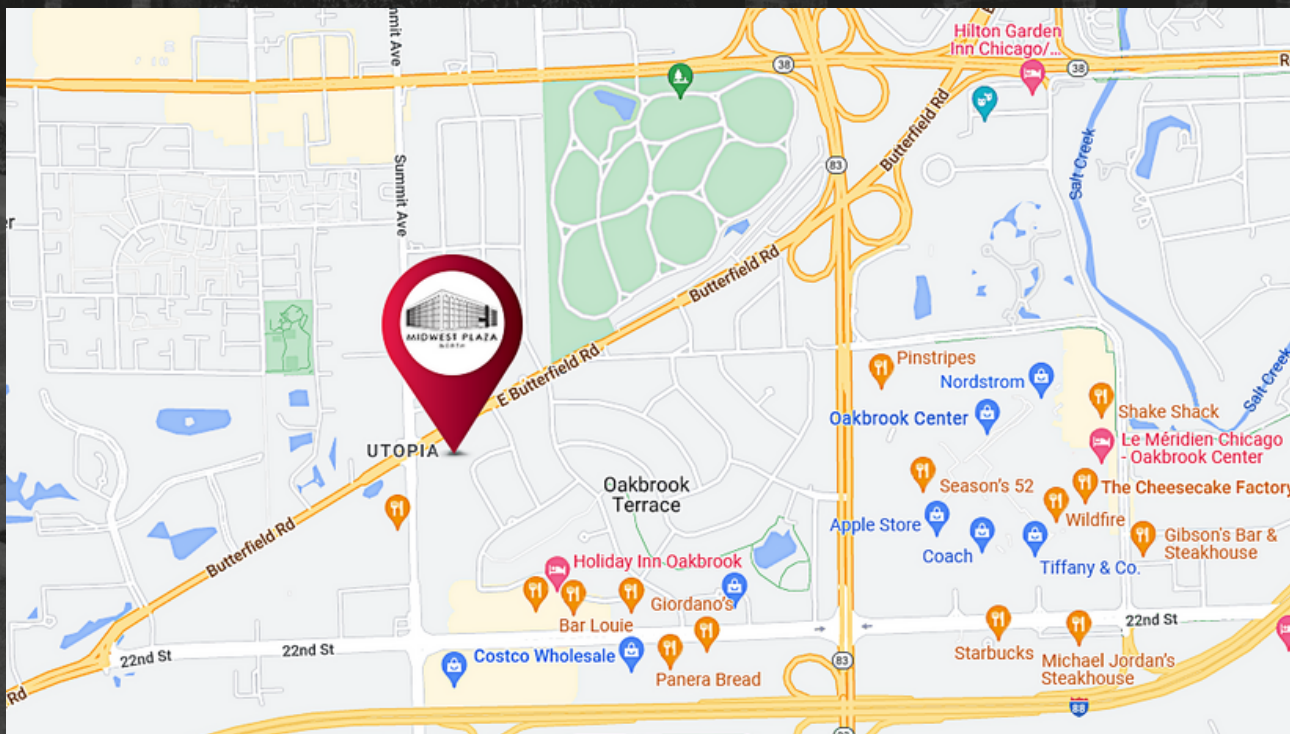 mmit Ave
Hilton Garden
Inn Chicago/...
38
38
R
Summit Ave
83
Butterfield Rd
Salt Creek
er
Butterfield Rd
MIDWEST PLAZA
NORTH
E Butterfield Rd
Pinstripes
Nordstrom
Salt Creek
Oakbrook Center
Shake Shack
Le Méridien Chicago
- Oakbrook Center
UTOPIA
Oakbrook
Terrace
Season's 52
The Cheesecake Factory
Wildfire
Apple Store
Coach
Tiffany & Co.
Gibson's Bar &
Steakhouse
Butterfield Rd
Holiday Inn Oakbrook
Giordano's
Bar Louie
22nd St
22nd St
22nd St
Costco Wholesale
Panera Bread
Starbucks
Michael Jordan's
Steakhouse
83
Rd
88
83